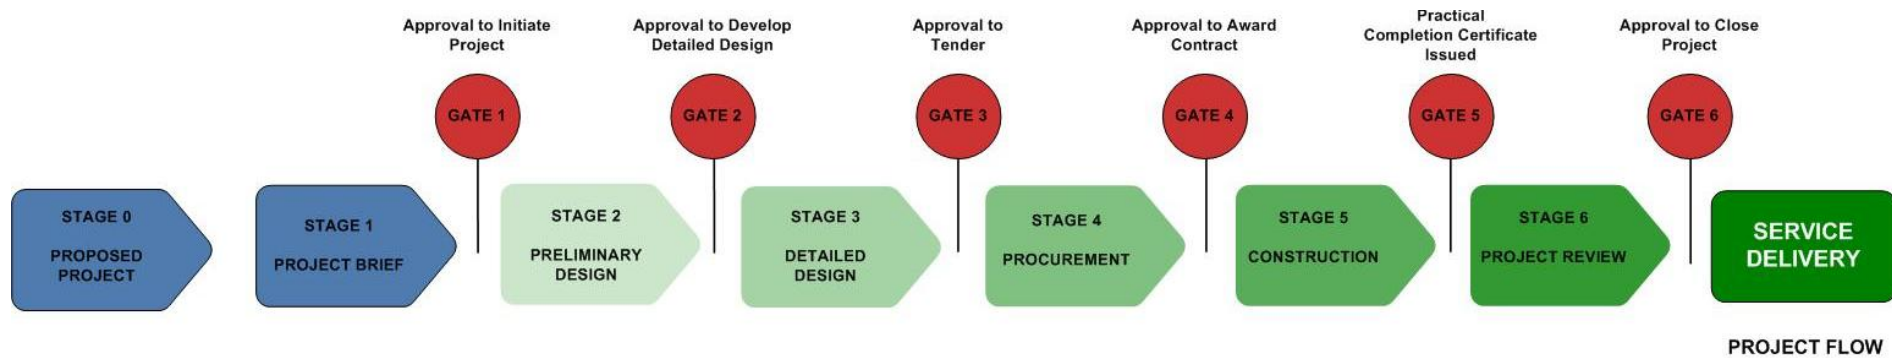 Approval to Initiate
Project
Approval to Develop
Detailed Design
Approval to
Tender
Approval to Award
Contract
Practical
Completion Certificate
Issued
Approval to Close
Project
GATE 1
GATE 2
GATE 3
GATE 4
GATE 5
GATE 6
STAGE 0
PROPOSED
PROJECT
STAGE 1
PROJECT BRIEF
STAGE 2
PRELIMINARY
DESIGN
STAGE 3
DETAILED
DESIGN
STAGE 4
PROCUREMENT
STAGE 5
CONSTRUCTION
STAGE 6
PROJECT REVIEW
SERVICE
DELIVERY
PROJECT FLOW